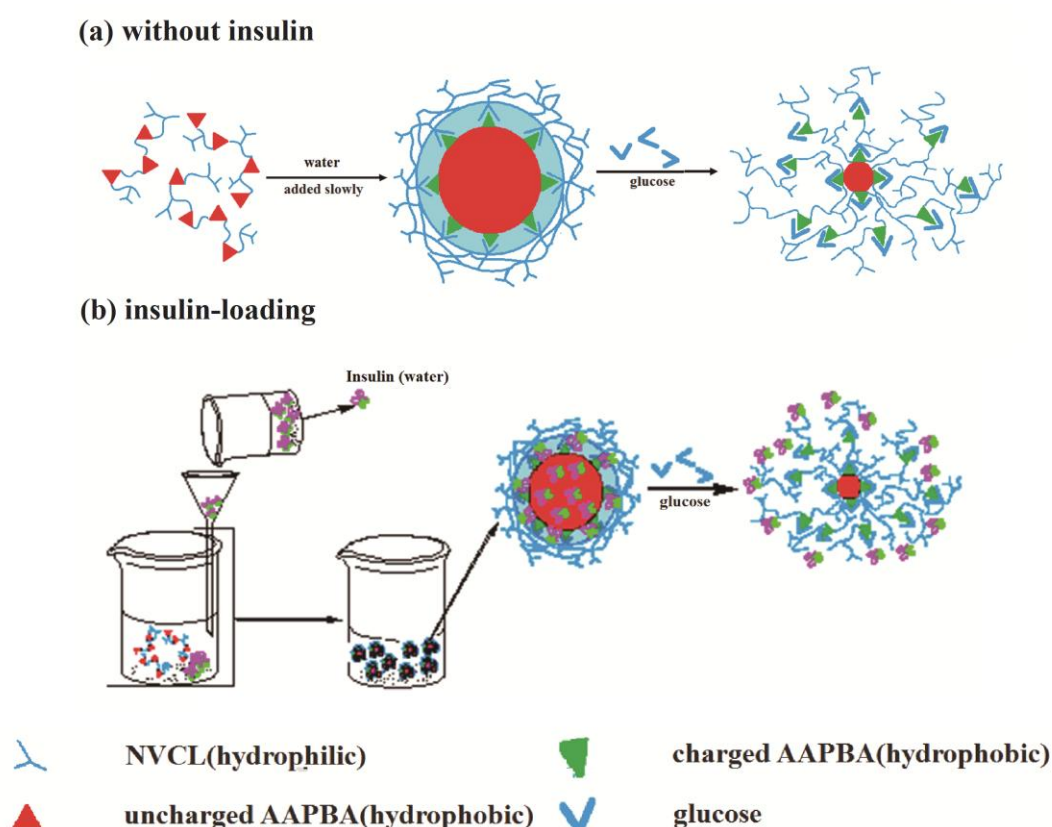 (a) without insulin
water
added slowly
glucose
(b) insulin-loading
Insulin (water)
glucose
NVCL(hydrophilic)
charged AAPBA(hydrophobic)
uncharged AAPBA(hydrophobic)
glucose